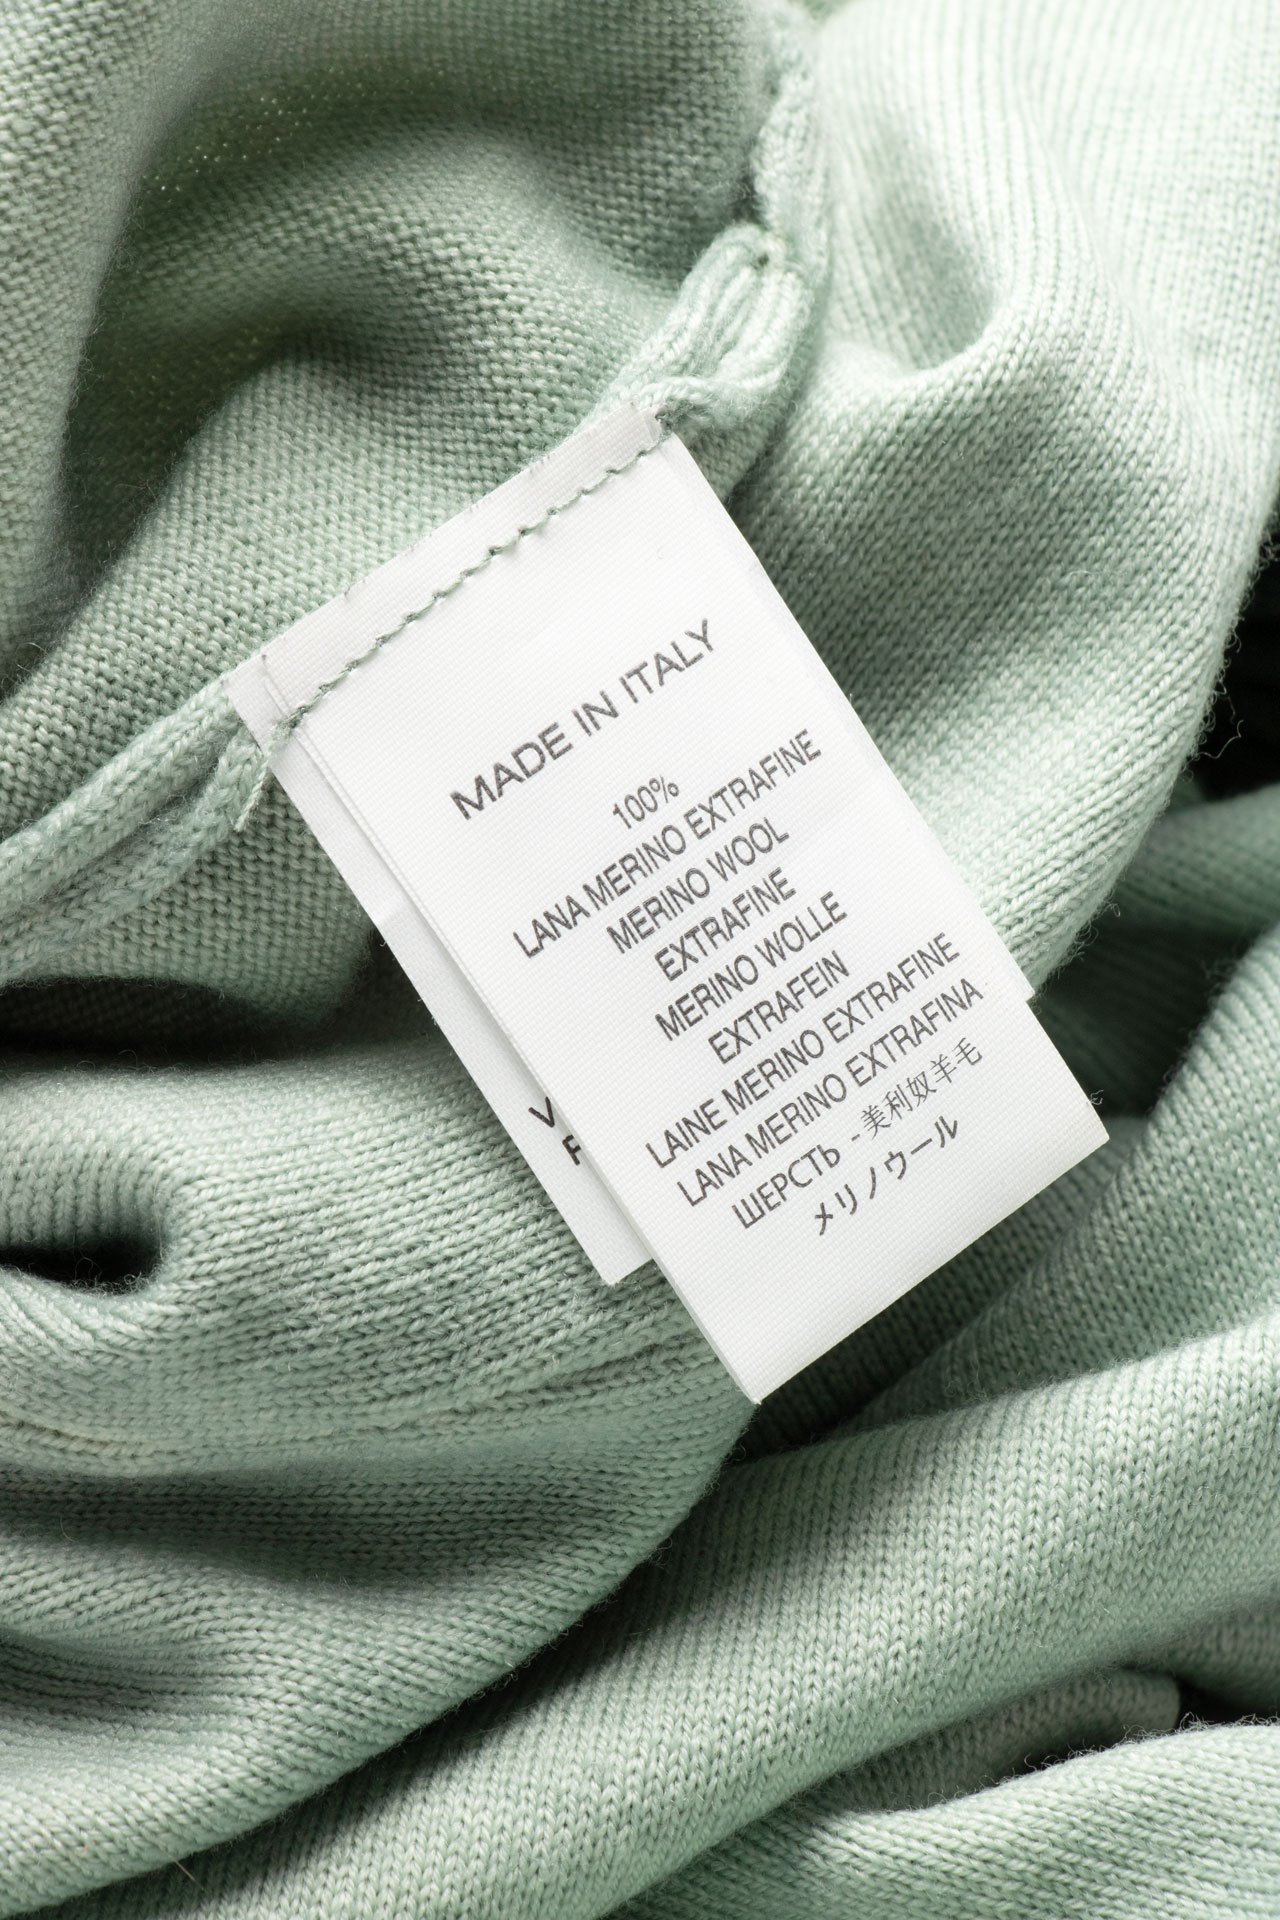 MADE IN ITALY
100%
LANA MERINO EXTRAFINE
MERINO WOOL
EXTRAFINE
MERINO WOLLE
EXTRAFEIN
LAINE MERINO EXTRAFINE
LANA MERINO EXTRAFINA
ШЕРСТЬ - 美利奴羊毛
メリノウール